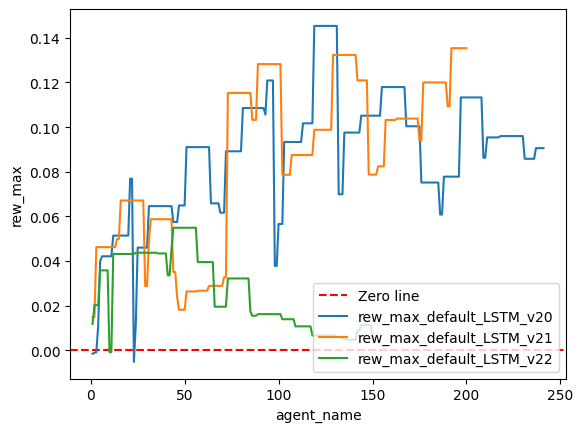 0.14
0.12
0.10
0.08
0.06
0.04
0.02
0.00
rew_max
0
50
100
150
200
250
agent_name
Zero line
rew_max_default_LSTM_v20
rew_max_default_LSTM_v21
rew_max_default_LSTM_v22